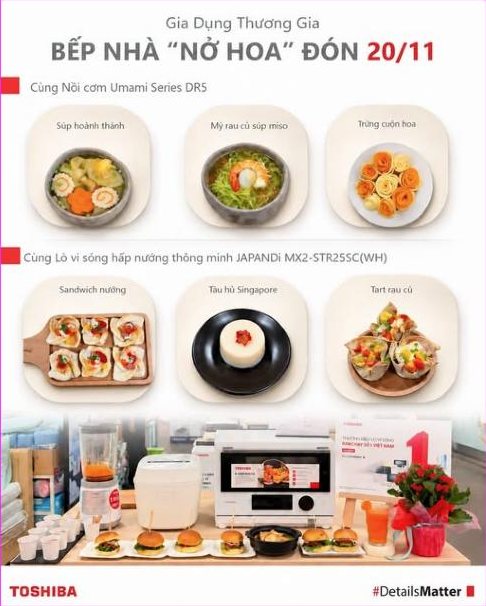 Gia Dụng Thương Gia
BẾP NHÀ “NỞ HOA” ĐÓN 20/11
Cùng Nồi cơm Umami Series DR5
Súp hoành thánh
Mỳ rau củ súp miso
Trứng cuộn hoa
Cùng Lò vi sóng hấp nướng thông minh JAPANDi MX2-STR25SC(WH)
Sandwich nướng
Tàu hủ Singapore
Tart rau củ
TOSHIBA
1
TOSHIBA
#DetailsMatter